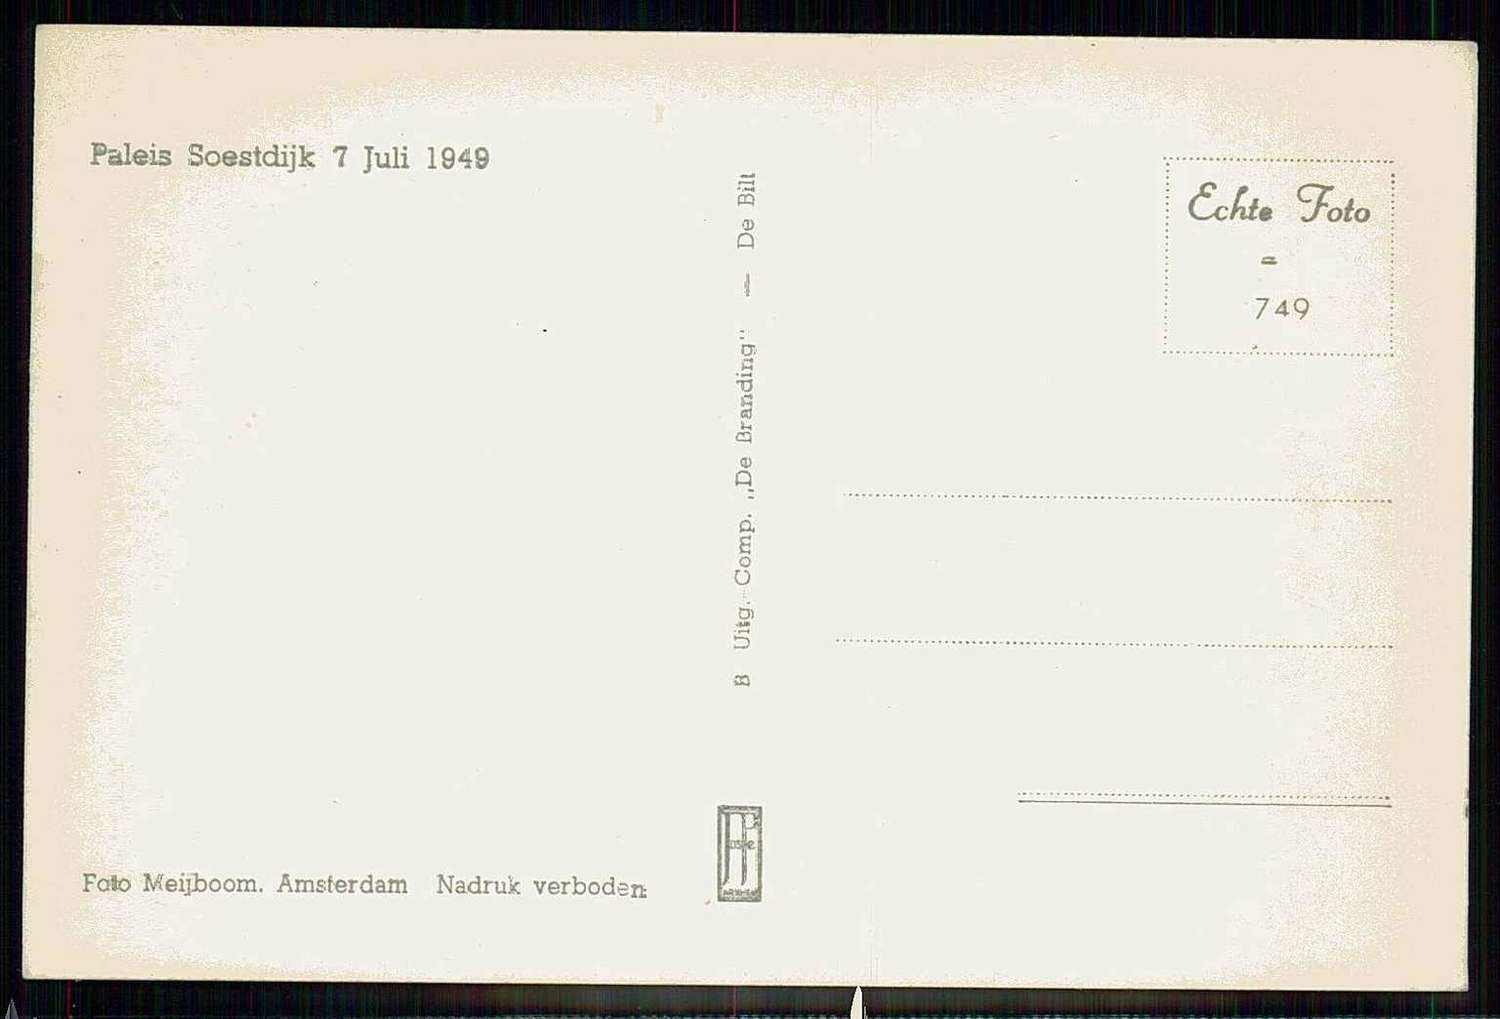 Paleis Soestdijk 7 Juli 1949
B Uitg. Comp. „De Branding" — De Bilt
Echte Foto
=
749
Foto Meijboom. Amsterdam Nadruk verboden